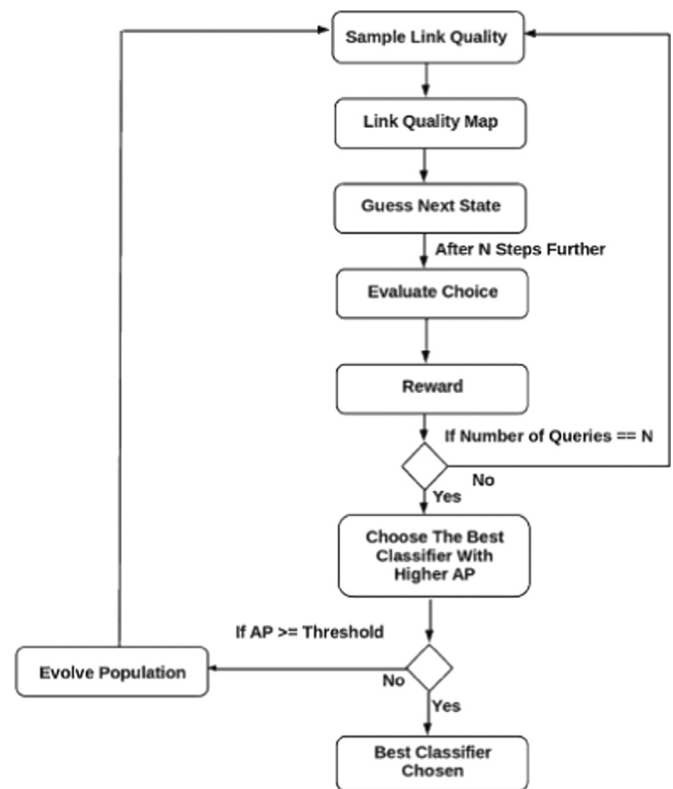 Sample Link Quality
Link Quality Map
Guess Next State
After N Steps Further
Evaluate Choice
Reward
If Number of Queries == N
No
Yes
Choose The Best
Classifier With
Higher AP
If AP >= Threshold
Evolve Population
No
Yes
Best Classifier
Chosen